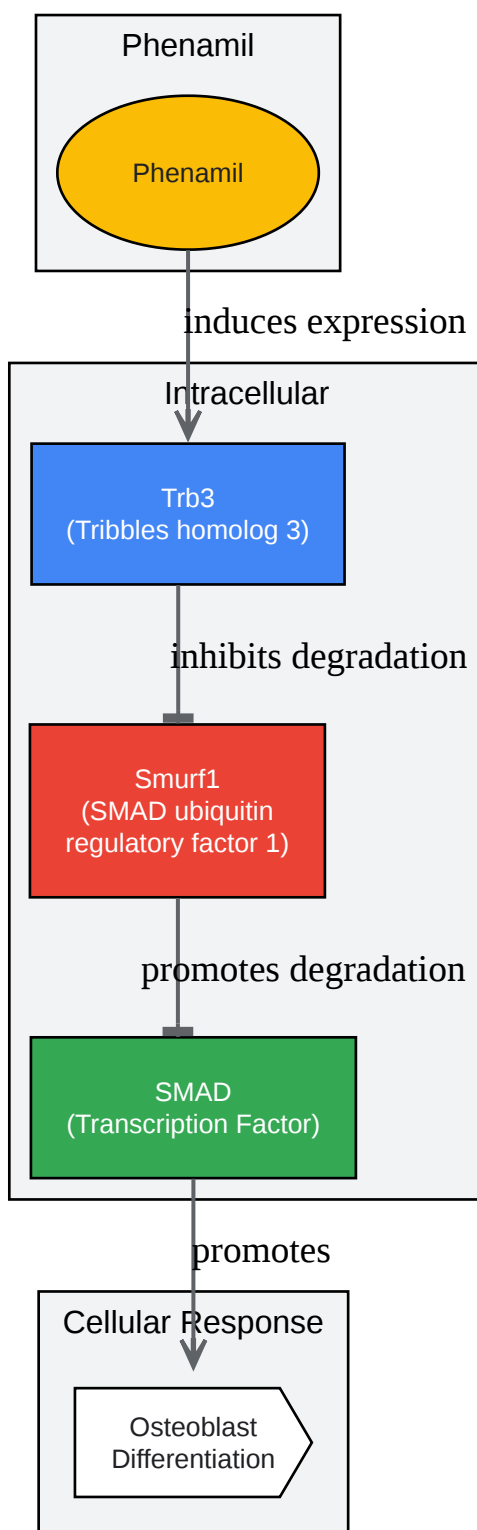 Phenamil
Phenamil
induces expression
Intracellular
Trb3
(Tribbles homolog 3)
inhibits degradation
Smurf1
(SMAD ubiquitin
regulatory factor 1)
promotes degradation
SMAD
(Transcription Factor)
promotes
Cellular Response
Osteoblast
Differentiation